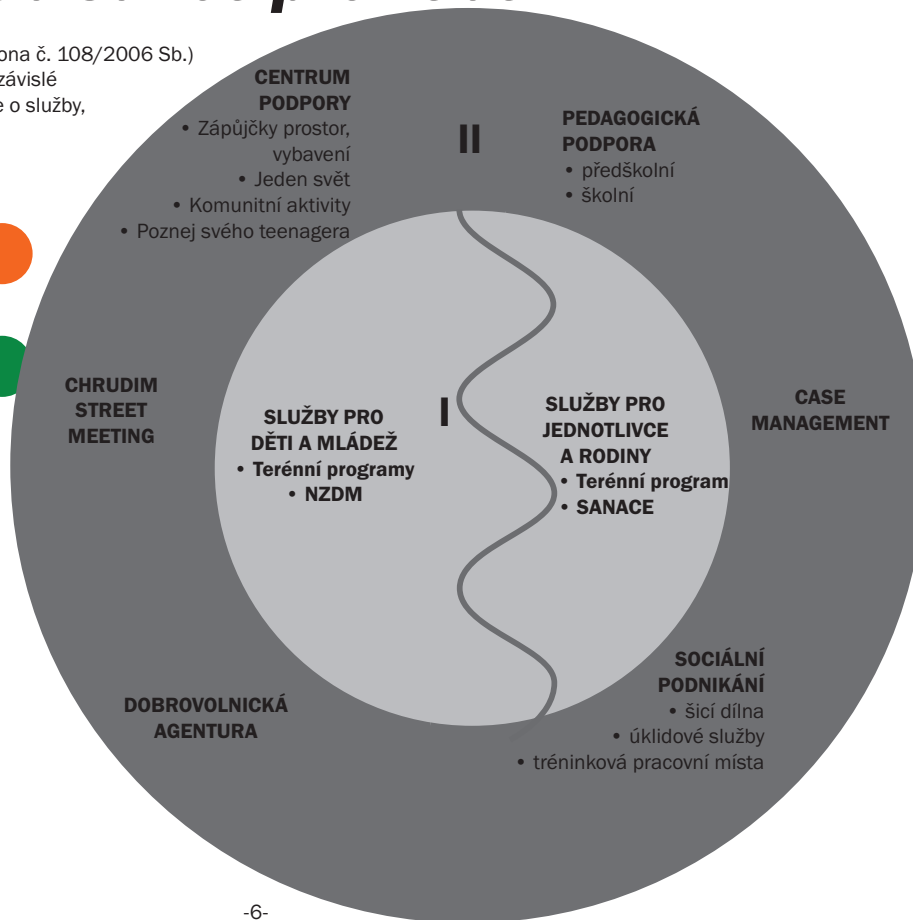 ona č. 108/2006 Sb.)
závislé
e o služby,
CENTRUM
PODPORY
• Zápůjčky prostor,
vybavení
• Jeden svět
• Komunitní aktivity
• Poznej svého teenagera
II
PEDAGOGICKÁ
PODPORA
• předškolní
• školní
CHRUDIM
STREET
MEETING
SLUŽBY PRO
DĚTI A MLÁDEŽ
• Terénní programy
• NZDM
I
SLUŽBY PRO
JEDNOTLIVCE
A RODINY
• Terénní program
• SANACE
CASE
MANAGEMENT
DOBROVOLNICKÁ
AGENTURA
SOCIÁLNÍ
PODNIKÁNÍ
• šicí dílna
• úklidové služby
• tréninková pracovní místa
-6-